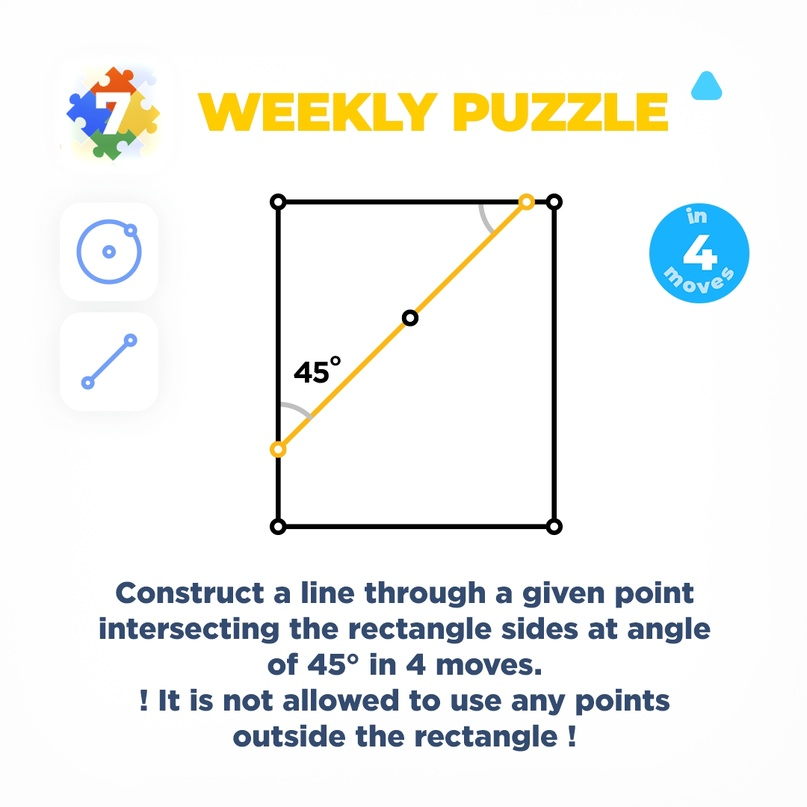 7
WEEKLY PUZZLE
in
4
moves
45°
Construct a line through a given point
intersecting the rectangle sides at angle
of 45° in 4 moves.
! It is not allowed to use any points
outside the rectangle !